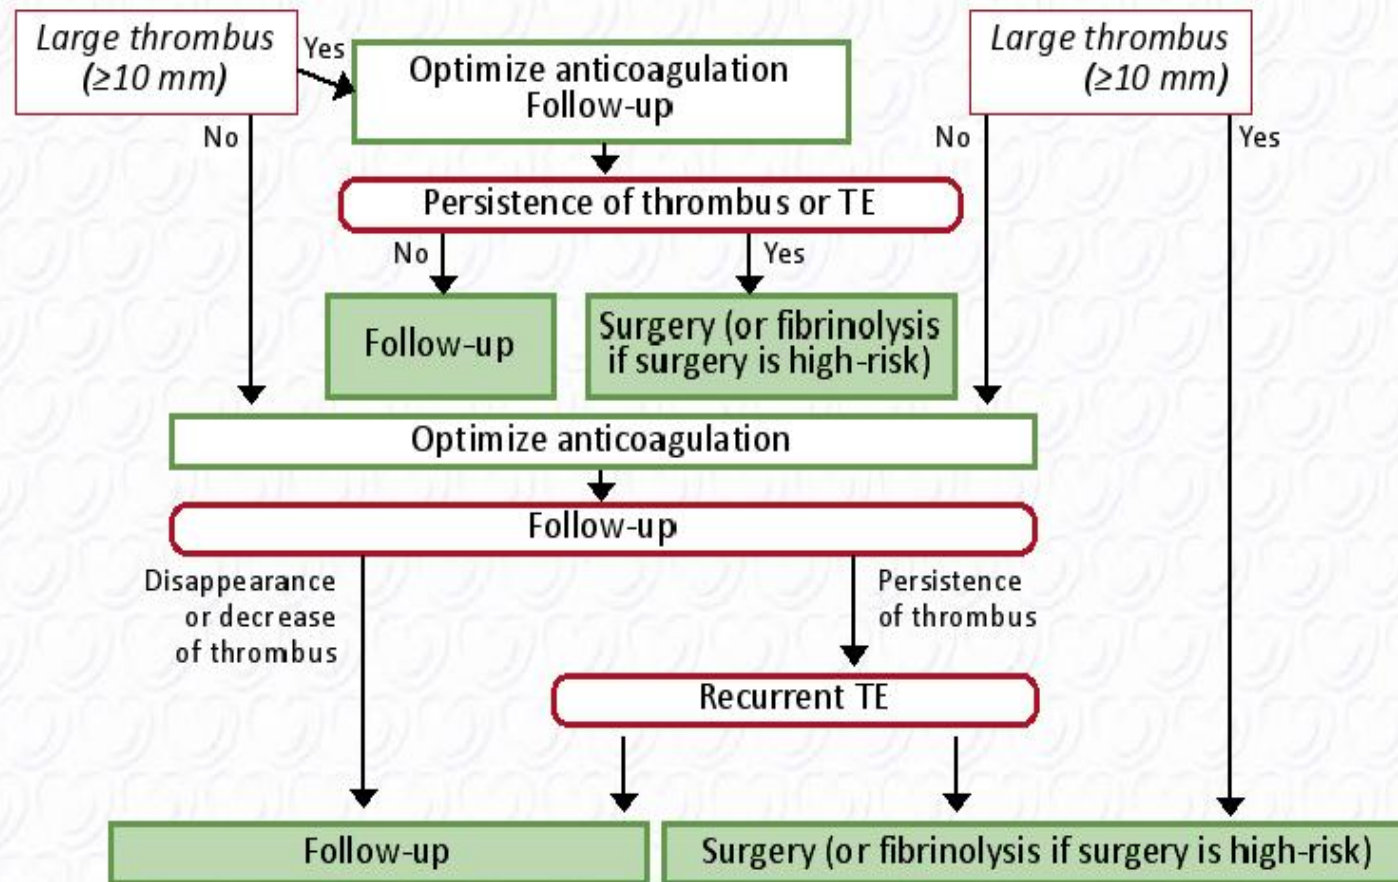 Large thrombus
(≥10 mm)
Yes
Optimize anticoagulation
Follow-up
Large thrombus
(≥10 mm)
No
No
Yes
Persistence of thrombus or TE
No
Yes
Follow-up
Surgery (or fibrinolysis
if surgery is high-risk)
Optimize anticoagulation
Follow-up
Disappearance
or decrease
of thrombus
Persistence
of thrombus
Recurrent TE
Follow-up
Surgery (or fibrinolysis if surgery is high-risk)